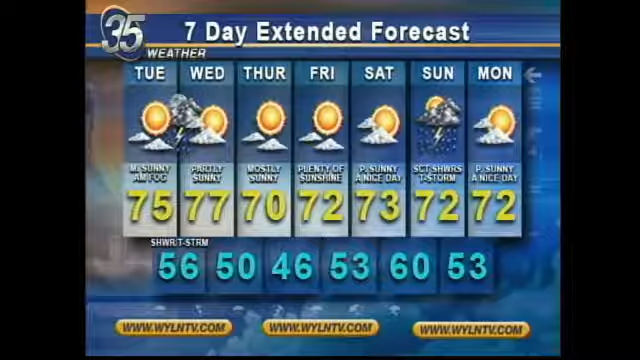 35
WEATHER
7 Day Extended Forecast
TUE WED THUR FRI SAT SUN MON
M. SUNNY AM FOG
PARTLY SUNNY
MOSTLY SUNNY
PLENTY OF SUNSHINE
P. SUNNY A NICE DAY
SCT SHWRS T-STORM
P. SUNNY A NICE DAY
75 77 70 72 73 72 72
SHWR/T-STRM
56 50 46 53 60 53
WWW.WYLNTV.COM WWW.WYLNTV.COM WWW.WYLNTV.COM